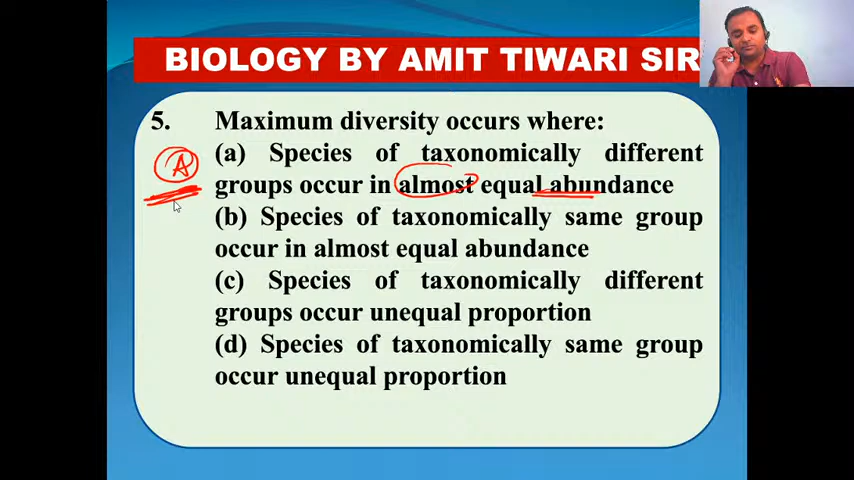 BIOLOGY BY AMIT TIWARI SIR
5. Maximum diversity occurs where:
A
(a) Species of taxonomically different
groups occur in almost equal abundance
(b) Species of taxonomically same group
occur in almost equal abundance
(c) Species of taxonomically different
groups occur unequal proportion
(d) Species of taxonomically same group
occur unequal proportion